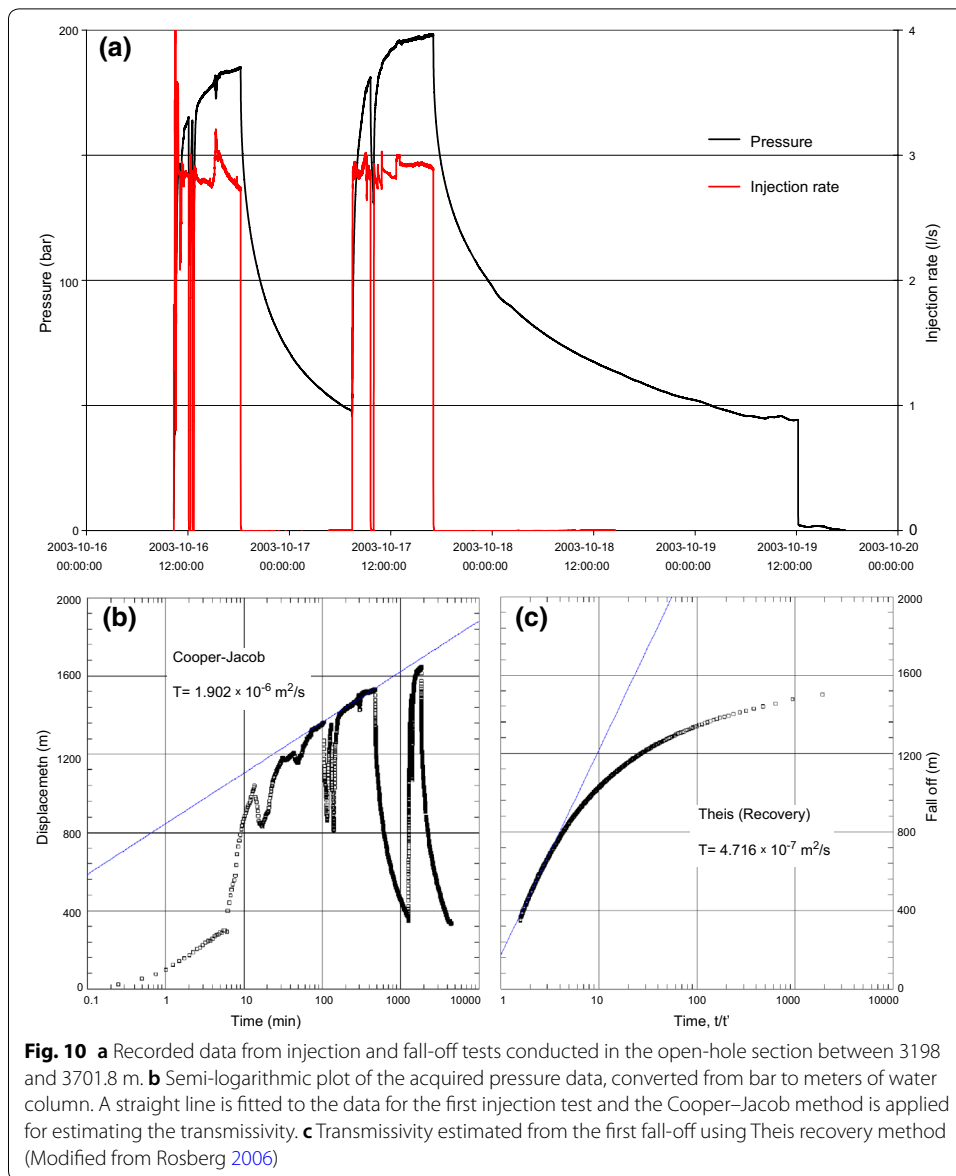 (a)
200
100
0
Pressure (bar)
4
3
2
1
0
Injection rate (l/s)
Pressure
Injection rate
2003-10-16 2003-10-16 2003-10-17 2003-10-17 2003-10-18 2003-10-18 2003-10-19 2003-10-19 2003-10-20
00:00:00 12:00:00 00:00:00 12:00:00 00:00:00 12:00:00 00:00:00 12:00:00 00:00:00
(b)
2000
1600
1200
800
400
0
Displacemetn (m)
Cooper-Jacob
T= 1.902 x 10-6 m2/s
0.1 1 10 100 1000 10000
Time (min)
(c)
2000
1600
1200
800
400
0
Fall off (m)
Theis (Recovery)
T= 4.716 x 10-7 m2/s
1 10 100 1000 10000
Time, t/t'
Fig. 10 a Recorded data from injection and fall-off tests conducted in the open-hole section between 3198
and 3701.8 m. b Semi-logarithmic plot of the acquired pressure data, converted from bar to meters of water
column. A straight line is fitted to the data for the first injection test and the Cooper–Jacob method is applied
for estimating the transmissivity. c Transmissivity estimated from the first fall-off using Theis recovery method
(Modified from Rosberg 2006)